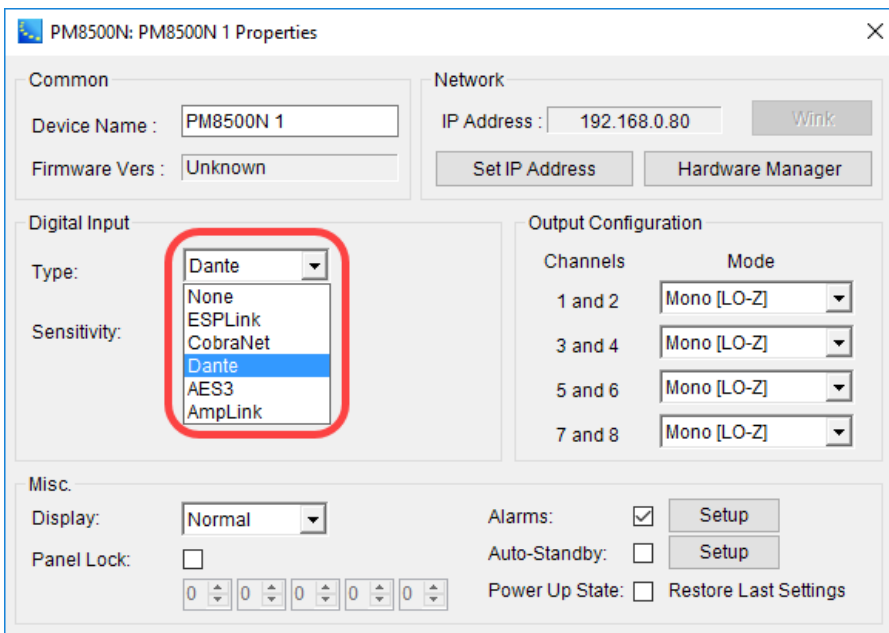 PM8500N: PM8500N 1 Properties
Common
Device Name :
PM8500N 1
Firmware Vers :
Unknown
Network
IP Address :
192.168.0.80
Wink
Set IP Address
Hardware Manager
Digital Input
Type:
Dante
None
ESPLink
CobraNet
Dante
AES3
AmpLink
Sensitivity:
Output Configuration
Channels Mode
1 and 2 Mono [LO-Z]
3 and 4 Mono [LO-Z]
5 and 6 Mono [LO-Z]
7 and 8 Mono [LO-Z]
Misc.
Display: Normal
Panel Lock:
0 0 0 0 0
Alarms: Setup
Auto-Standby: Setup
Power Up State: Restore Last Settings